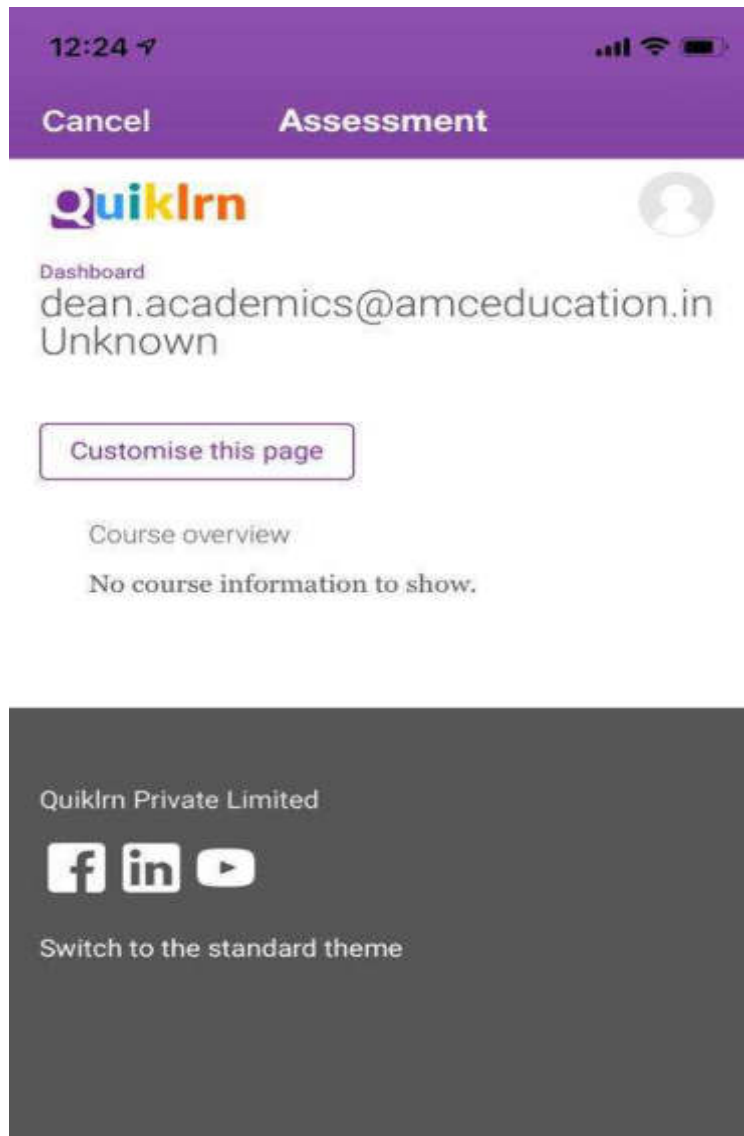 12:24
Cancel Assessment
Quiklrn
Dashboard
dean.academics@amceducation.in
Unknown
Customise this page
Course overview
No course information to show.
Quiklrn Private Limited
f in
Switch to the standard theme